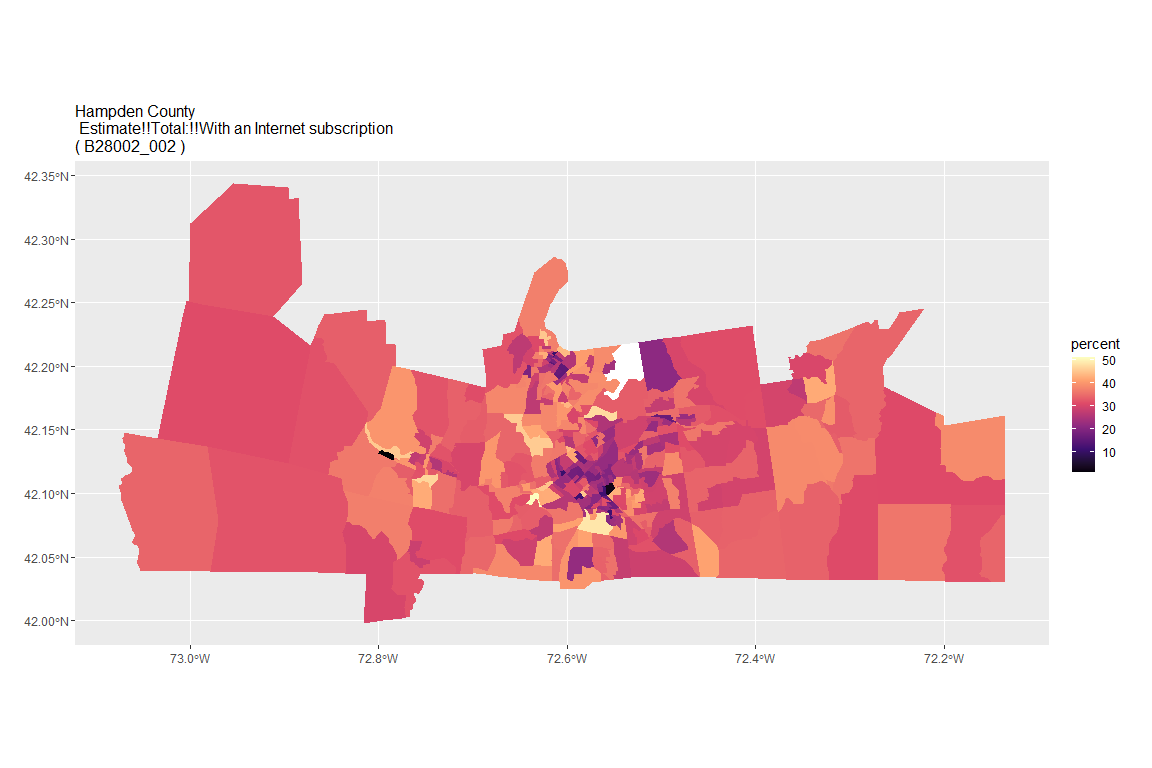 Hampden County
Estimate!!Total:!!With an Internet subscription
( B28002_002 )
42.35°N
42.30°N
42.25°N
42.20°N
42.15°N
42.10°N
42.05°N
42.00°N
73.0°W
72.8°W
72.6°W
72.4°W
72.2°W
percent
50
40
30
20
10